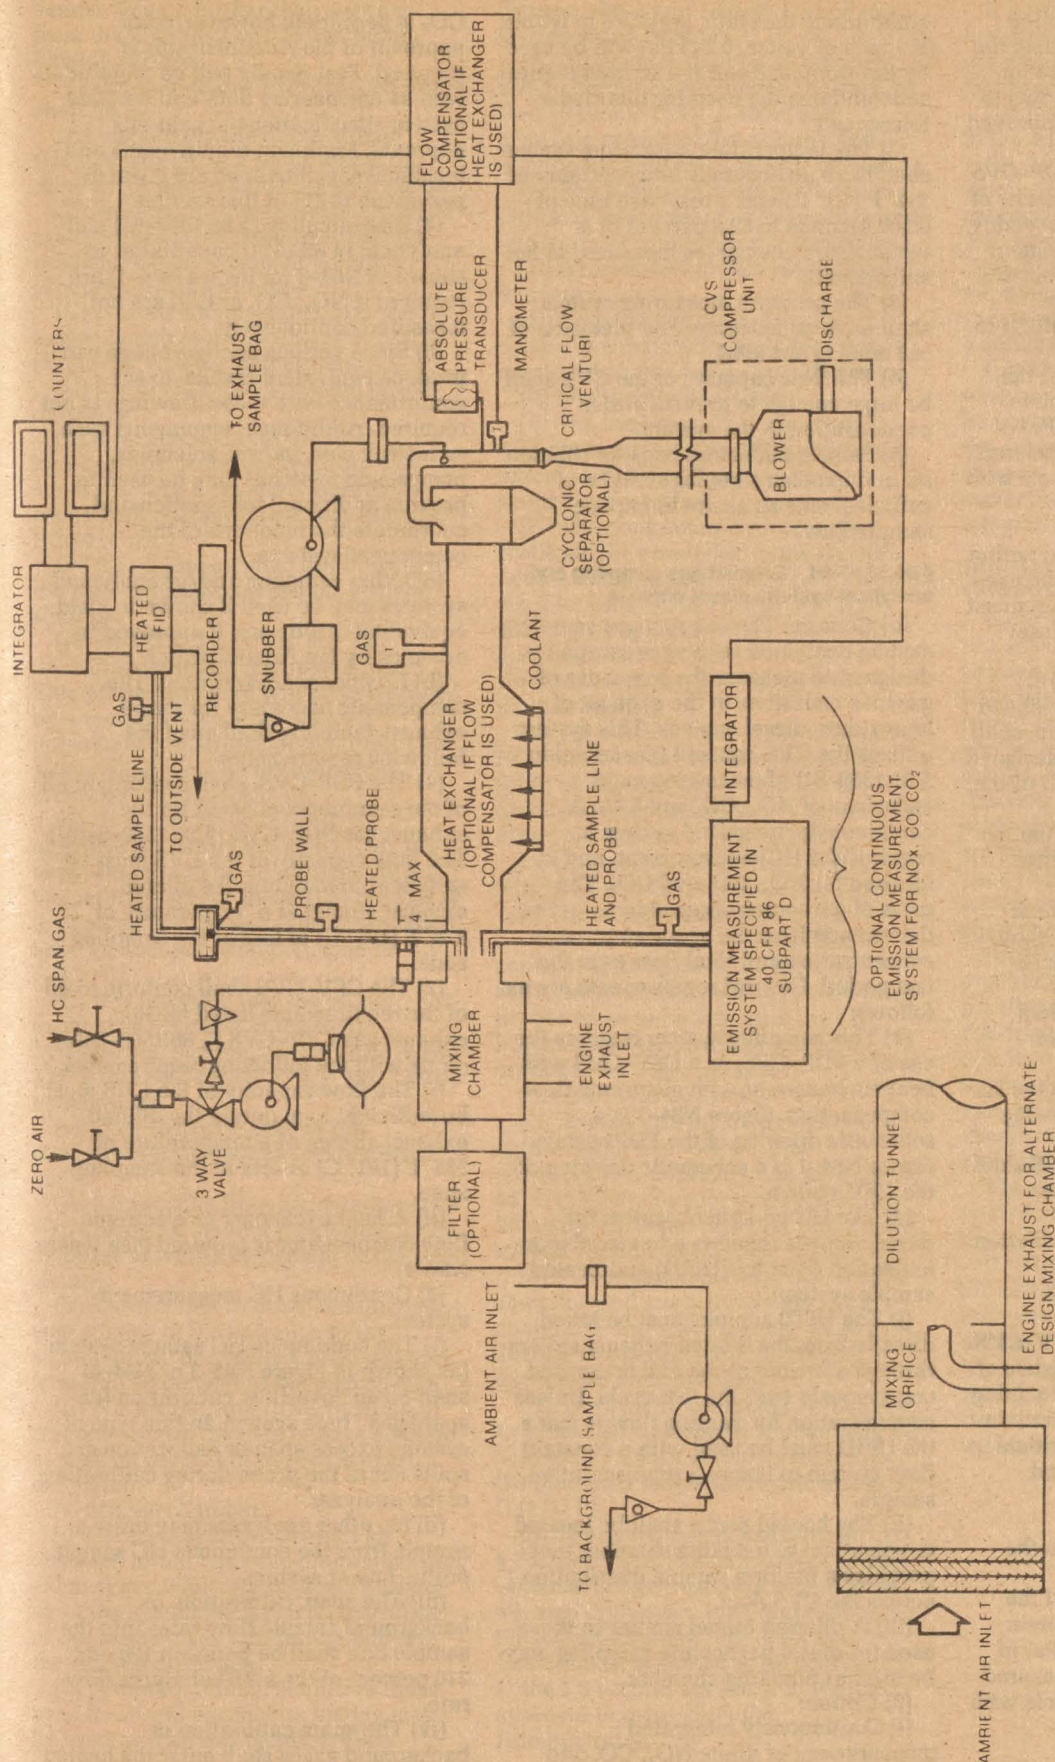 ZERO AIR
HC SPAN GAS
3 WAY
VALVE
HEATED SAMPLE LINE
TO OUTSIDE VENT
GAS
INTEGRATOR
COUNTERS
HEATED
FID
RECORDER
TO EXHAUST
SAMPLE BAG
SNUBBER
GAS
PROBE WALL
HEATED PROBE
4 MAX
GAS
1
FLOW
COMPENSATOR
(OPTIONAL IF
HEAT EXCHANGER
IS USED)
ABSOLUTE
PRESSURE
TRANSDUCER
MANOMETER
CRITICAL FLOW
VENTURI
CYCLONIC
SEPARATOR
(OPTIONAL)
CVS
COMPRESSOR
UNIT
DISCHARGE
BLOWER
HEAT EXCHANGER
(OPTIONAL IF FLOW
COMPENSATOR IS USED)
COOLANT
HEATED SAMPLE LINE
AND PROBE
GAS
MIXING
CHAMBER
ENGINE
EXHAUST
INLET
FILTER
(OPTIONAL)
AMBIENT AIR INLET
TO BACKGROUND SAMPLE BAG
EMISSION MEASUREMENT
SYSTEM SPECIFIED IN
40 CFR 86
SUBPART D
INTEGRATOR
OPTIONAL CONTINUOUS
EMISSION MEASUREMENT
SYSTEM FOR NOx CO CO2
MIXING
ORIFICE
DILUTION TUNNEL
ENGINE EXHAUST FOR ALTERNATE
DESIGN MIXING CHAMBER
AMRIENT AIR INLET